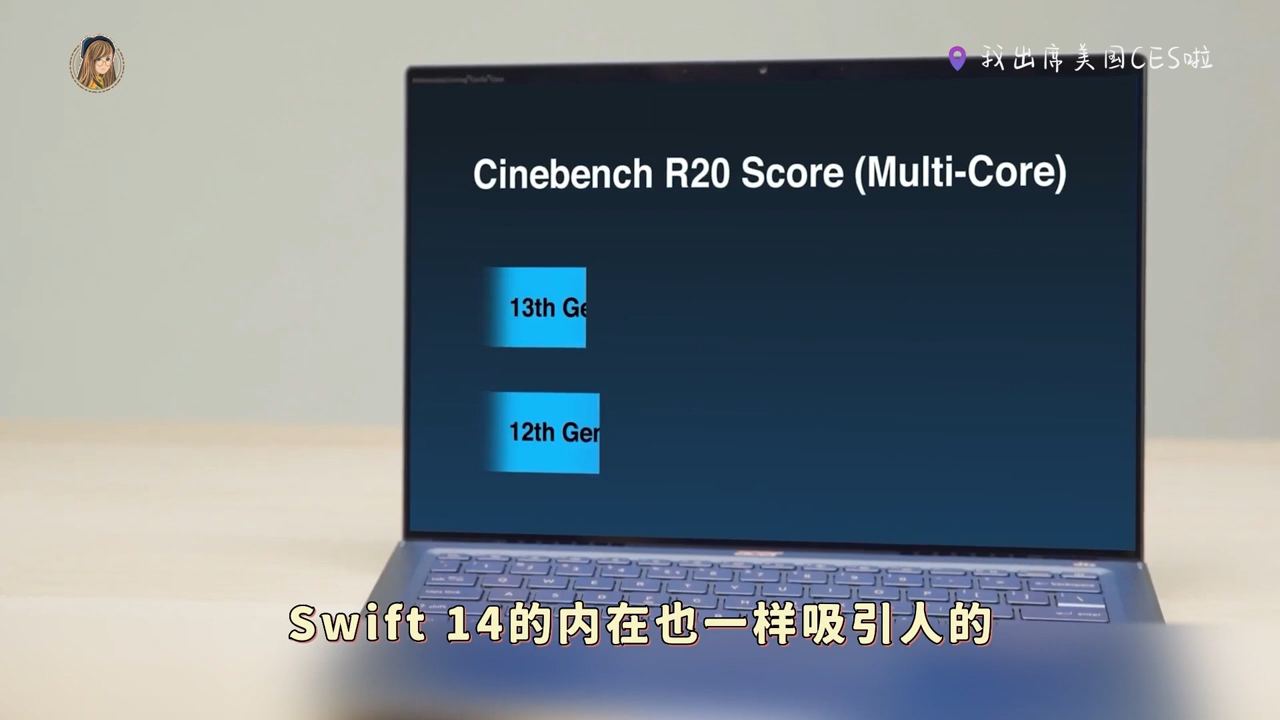 我出席美国CES啦
Cinebench R20 Score (Multi-Core)
13th Ge
12th Ger
acer
Swift 14的内在也一样吸引人的